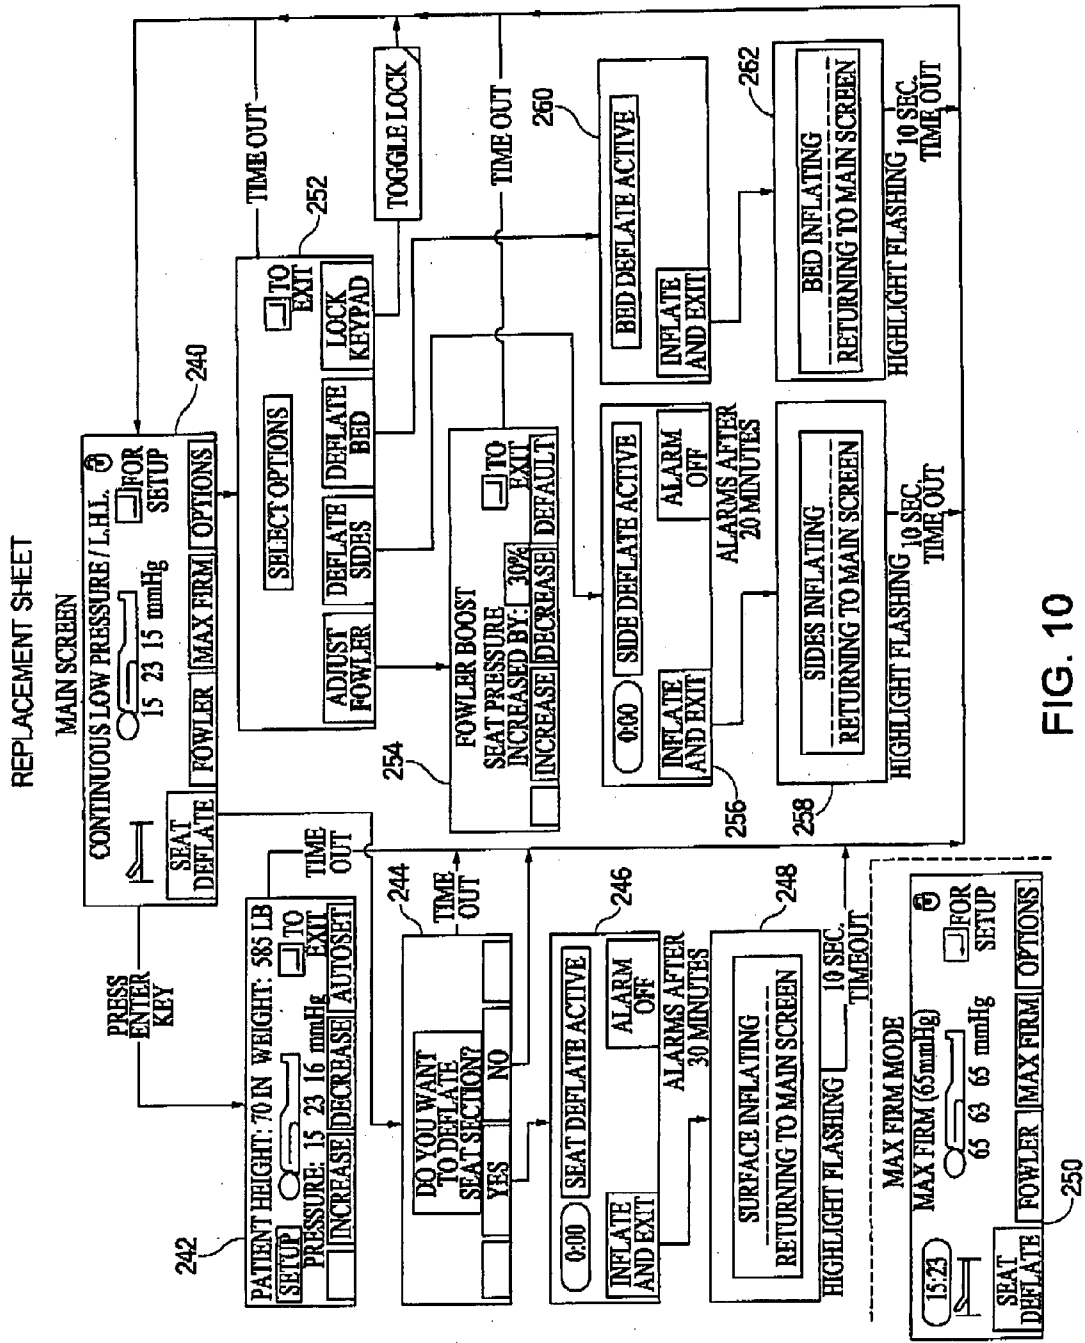 REPLACEMENT SHEET
MAIN SCREEN
CONTINUOUS LOW PRESSURE / L.H.I.
FOR
SETUP
15 23 15 mmHg
SEAT
DEFLATE
FOWLER
MAX FIRM
OPTIONS
240
PRESS
ENTER
KEY
242
PATIENT HEIGHT: 70 IN WEIGHT: 585 LB
SETUP
TO
EXIT
PRESSURE: 15 23 16 mmHg
INCREASE
DECREASE
AUTOSET
TIME
OUT
244
DO YOU WANT
TO DEFLATE
SEAT SECTION?
YES
NO
TIME
OUT
246
0:00
SEAT DEFLATE ACTIVE
INFLATE
AND EXIT
ALARM
OFF
ALARMS AFTER
30 MINUTES
248
SURFACE INFLATING
RETURNING TO MAIN SCREEN
HIGHLIGHT FLASHING
10 SEC.
TIMEOUT
MAX FIRM MODE
15:23
MAX FIRM (65mmHg)
FOR
SETUP
65 63 65 mmHg
SEAT
DEFLATE
FOWLER
MAX FIRM
OPTIONS
250
252
SELECT OPTIONS
TO
EXIT
ADJUST
FOWLER
DEFLATE
SIDES
DEFLATE
BED
LOCK
KEYPAD
TIME OUT
TOGGLE LOCK
254
FOWLER BOOST
SEAT PRESSURE
INCREASED BY: 30%
TO
EXIT
INCREASE
DECREASE
DEFAULT
TIME OUT
256
0:00
SIDE DEFLATE ACTIVE
INFLATE
AND EXIT
ALARM
OFF
ALARMS AFTER
20 MINUTES
258
SIDES INFLATING
RETURNING TO MAIN SCREEN
HIGHLIGHT FLASHING
10 SEC.
TIME OUT
260
BED DEFLATE ACTIVE
INFLATE
AND EXIT
262
BED INFLATING
RETURNING TO MAIN SCREEN
HIGHLIGHT FLASHING
10 SEC.
TIME OUT
FIG. 10